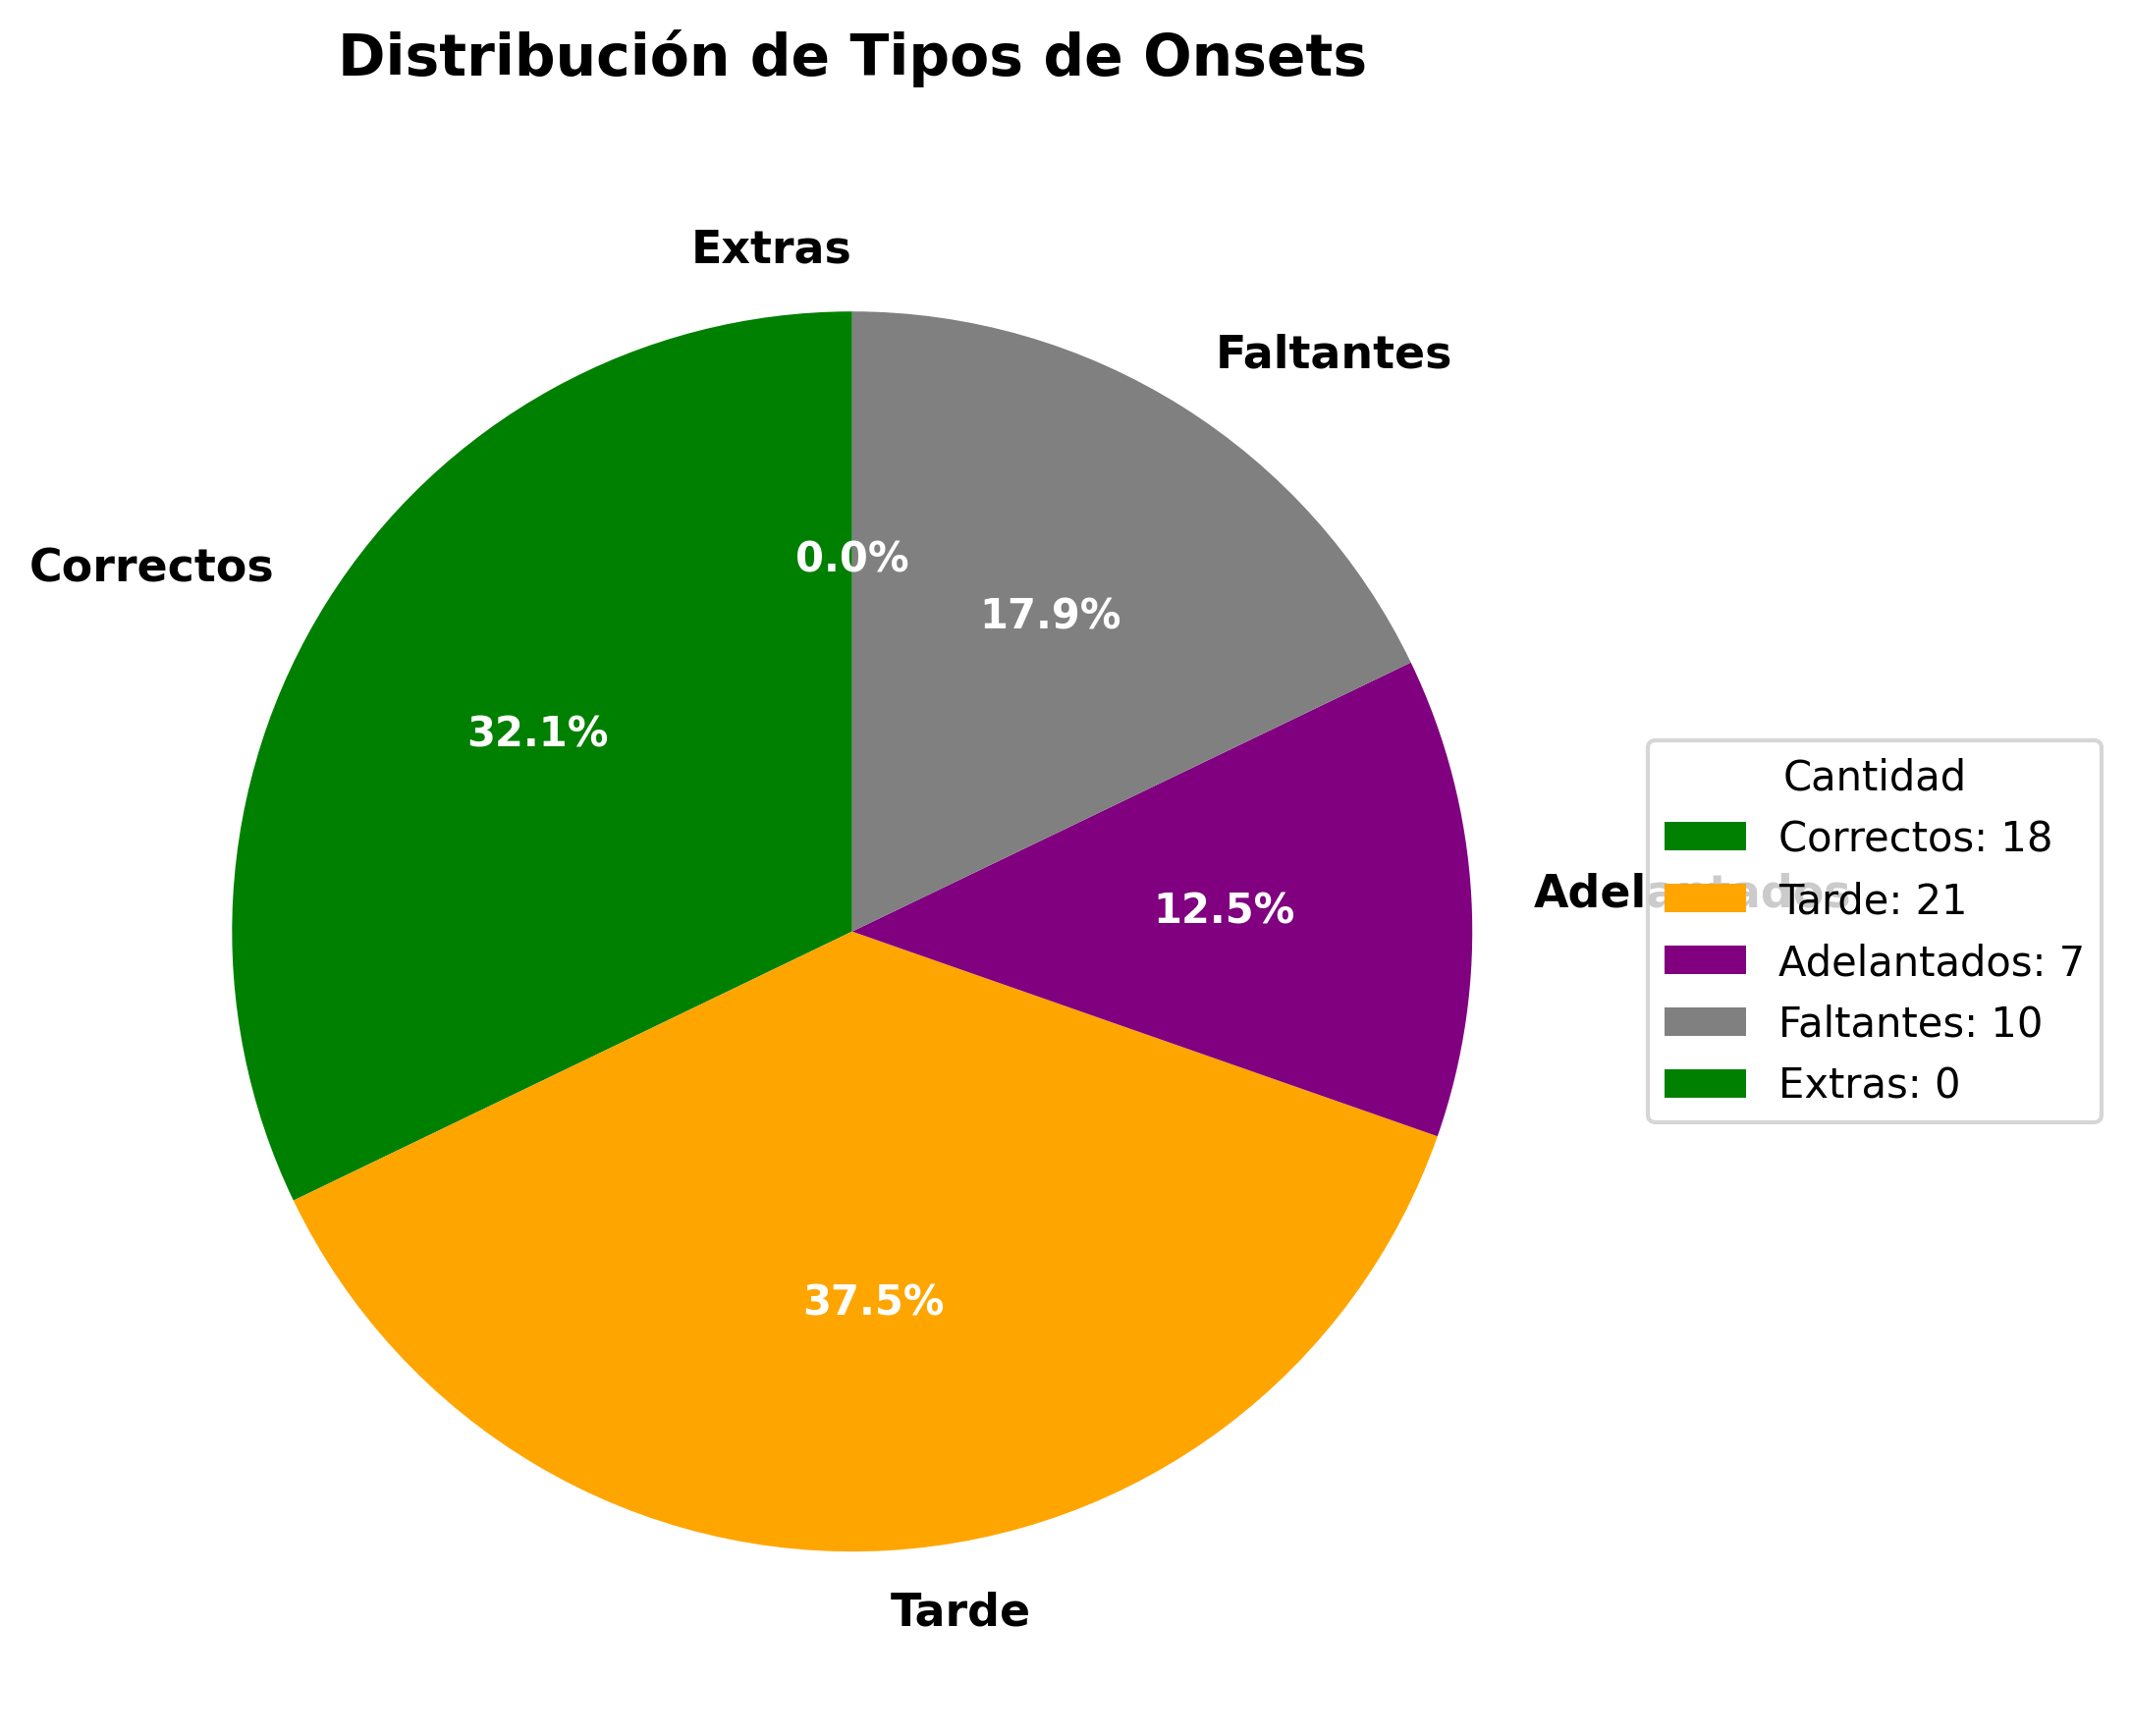 Distribución de Tipos de Onsets
Extras
Faltantes
Correctos
0.0%
17.9%
32.1%
12.5%
37.5%
Adelantados
Tarde
Cantidad
Correctos: 18
Tarde: 21
Adelantados: 7
Faltantes: 10
Extras: 0